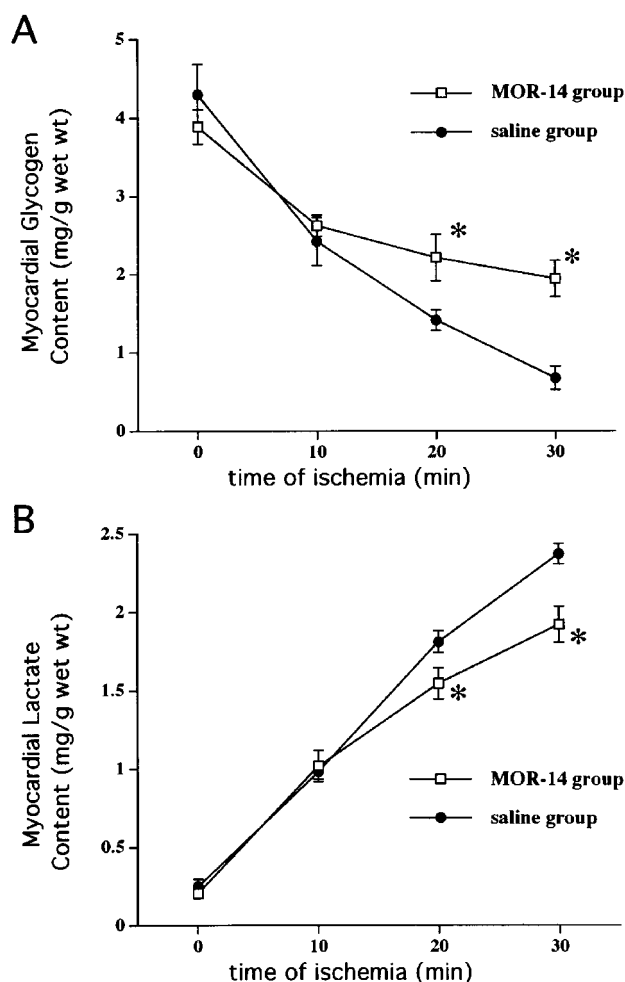 A
Myocardial Glycogen
Content (mg/g wet wt)
5
4
3
2
1
0
MOR-14 group
saline group
*
*
0 10 20 30
time of ischemia (min)
B
Myocardial Lactate
Content (mg/g wet wt)
2.5
2
1.5
1
0.5
0
*
*
MOR-14 group
saline group
0 10 20 30
time of ischemia (min)